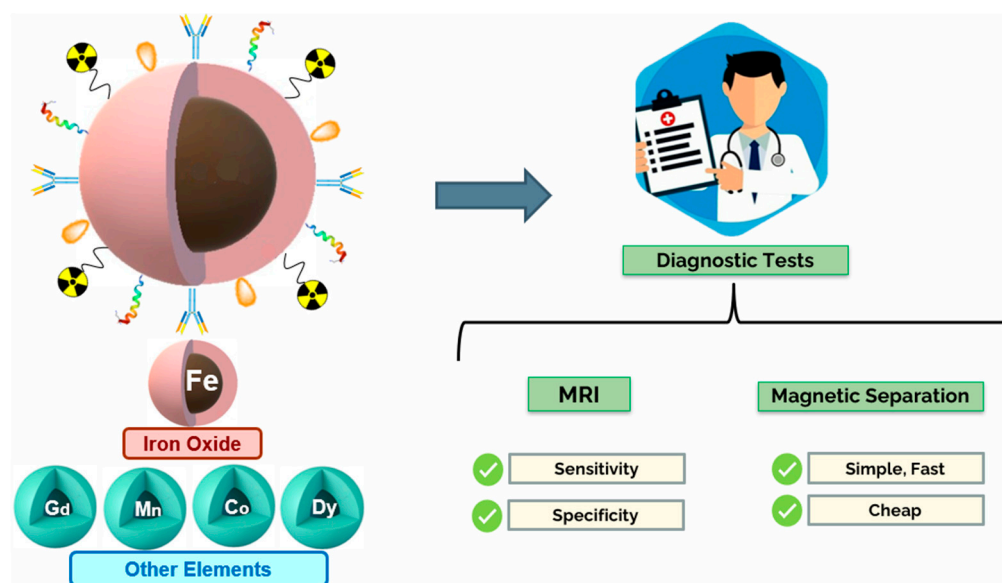 Diagnostic Tests
Fe
Iron Oxide
Gd
Mn
Co
Dy
Other Elements
MRI
Sensitivity
Specificity
Magnetic Separation
Simple, Fast
Cheap